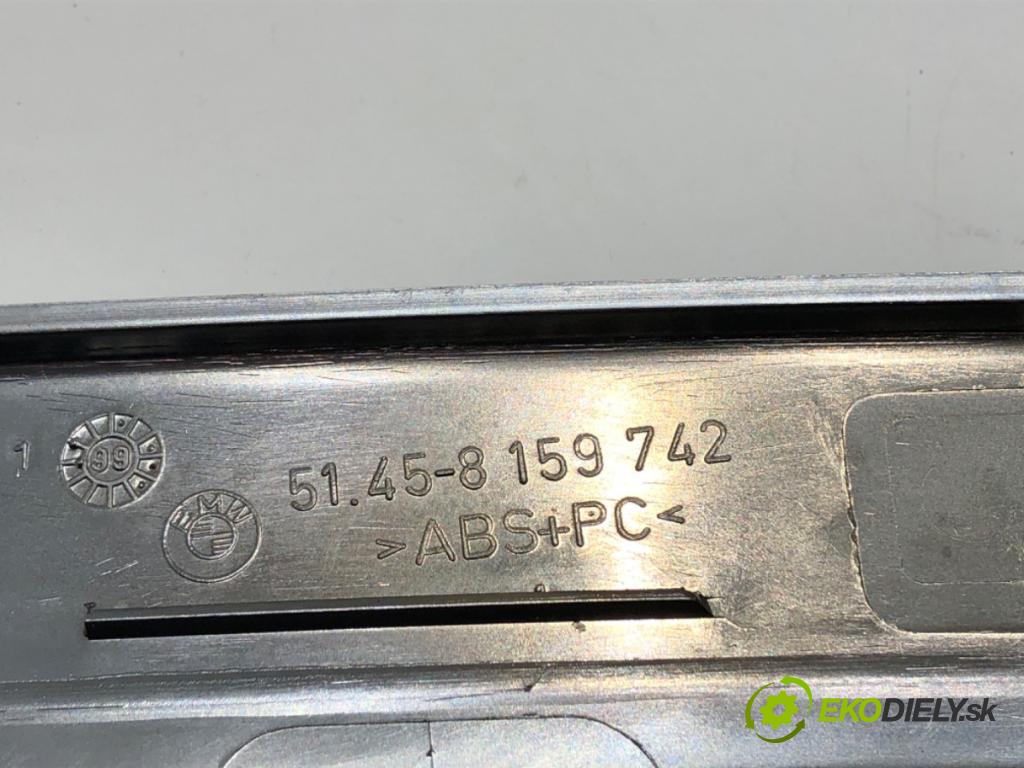 1
99
BMW
51.45-8 159 742
>ABS+PC<
EKODIELY.sk